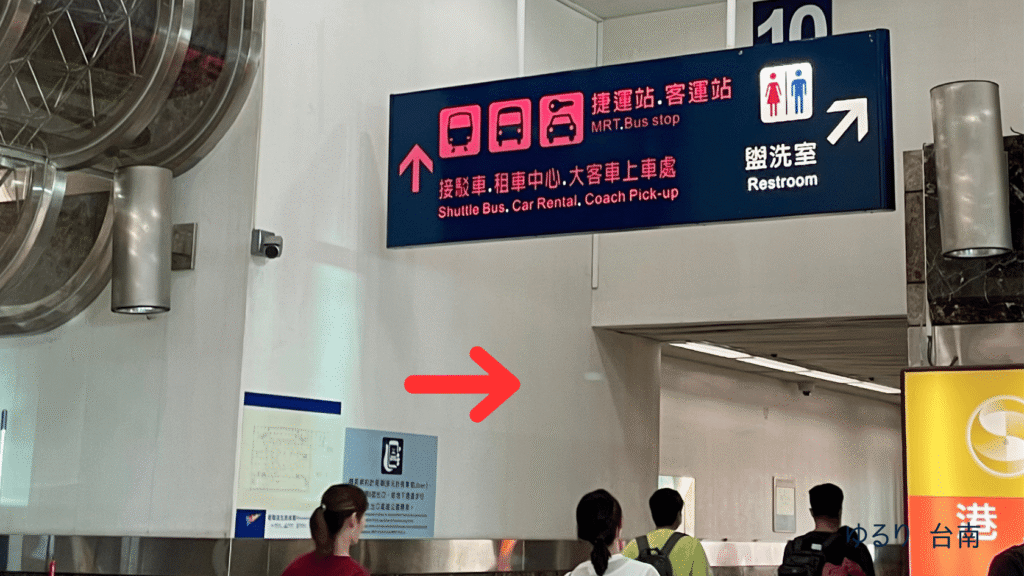 10
捷運站.客運站
MRT.Bus stop
接駁車.租車中心.大客車上車處
Shuttle Bus. Car Rental. Coach Pick-up
盥洗室
Restroom
港
ゆるり 台南